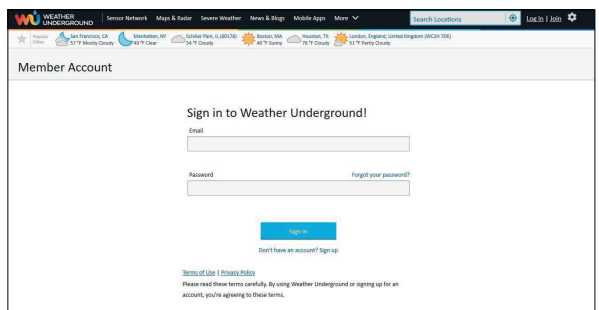 WEATHER
UNDERGROUND
Sensor Network Maps & Radar Severe Weather News & Blogs Mobile Apps More
Search Locations
Log in | Join
Popular
Cities
San Francisco, CA
57 °F Mostly Cloudy
Manhattan, NY
49 °F Clear
Schiller Park, IL (60176)
54 °F Cloudy
Boston, MA
46 °F Sunny
Houston, TX
76 °F Cloudy
London, England, United Kingdom (WC2H 7DE)
51 °F Partly Cloudy
Member Account
Sign in to Weather Underground!
Email
Password Forgot your password?
Sign in
Don't have an account? Sign up
Terms of Use | Privacy Policy
Please read these terms carefully. By using Weather Underground or signing up for an
account, you're agreeing to these terms.